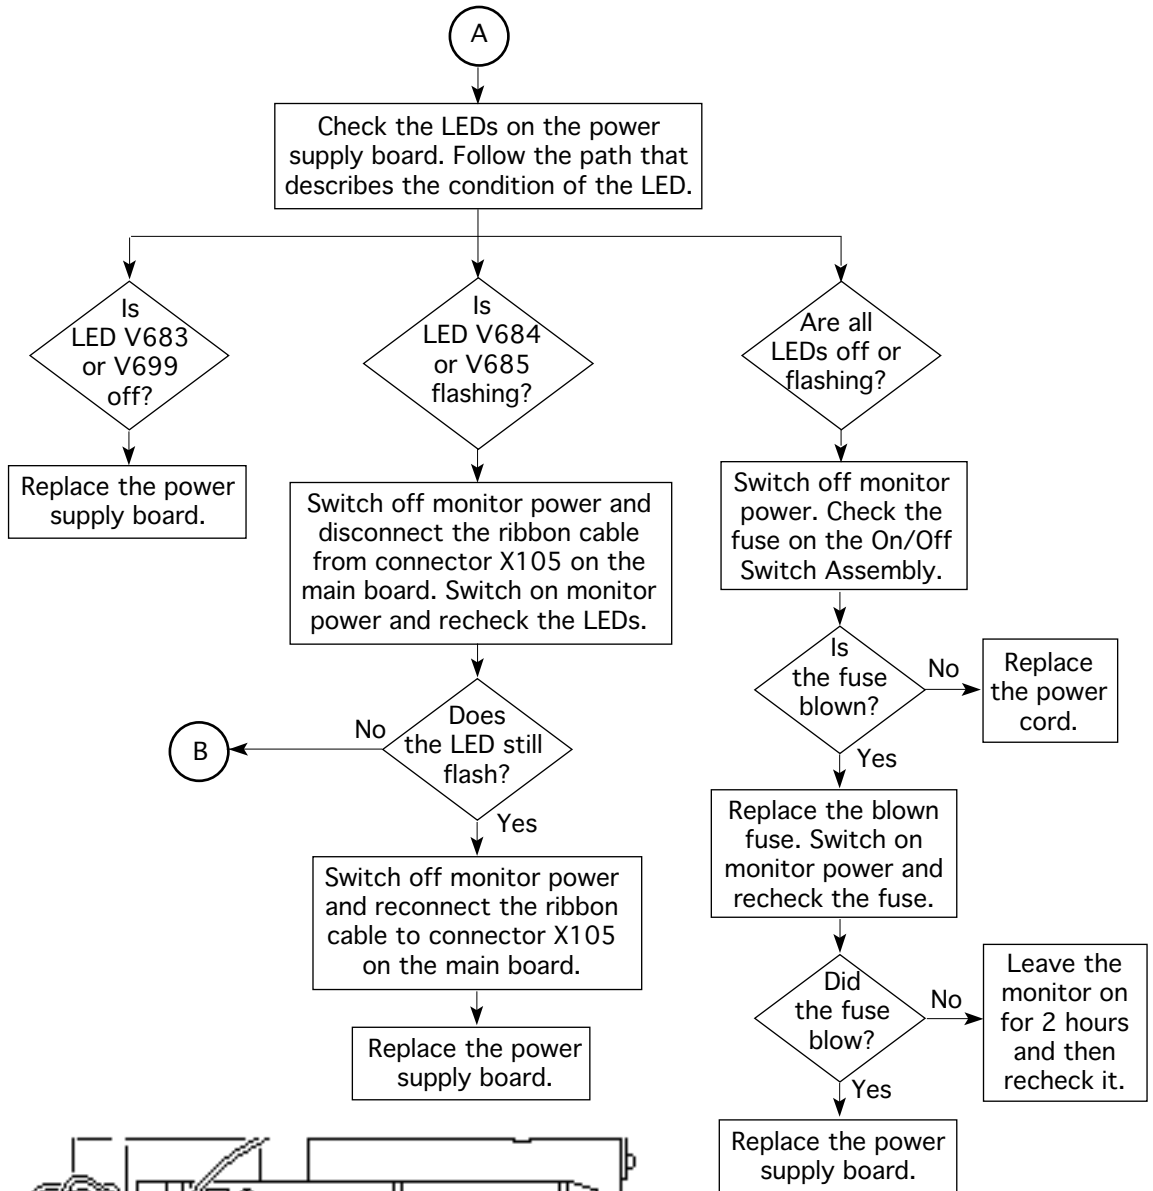 A
Check the LEDs on the power
supply board. Follow the path that
describes the condition of the LED.
Is
LED V683
or V699
off?
Is
LED V684
or V685
flashing?
Are all
LEDs off or
flashing?
Replace the power
supply board.
Switch off monitor power and
disconnect the ribbon cable
from connector X105 on the
main board. Switch on monitor
power and recheck the LEDs.
Switch off monitor
power. Check the
fuse on the On/Off
Switch Assembly.
Is
the fuse
blown?
No
Replace
the power
cord.
Yes
Does
the LED still
flash?
No
B
Yes
Replace the blown
fuse. Switch on
monitor power and
recheck the fuse.
Switch off monitor power
and reconnect the ribbon
cable to connector X105
on the main board.
Did
the fuse
blow?
No
Leave the
monitor on
for 2 hours
and then
recheck it.
Yes
Replace the power
supply board.
Replace the power
supply board.